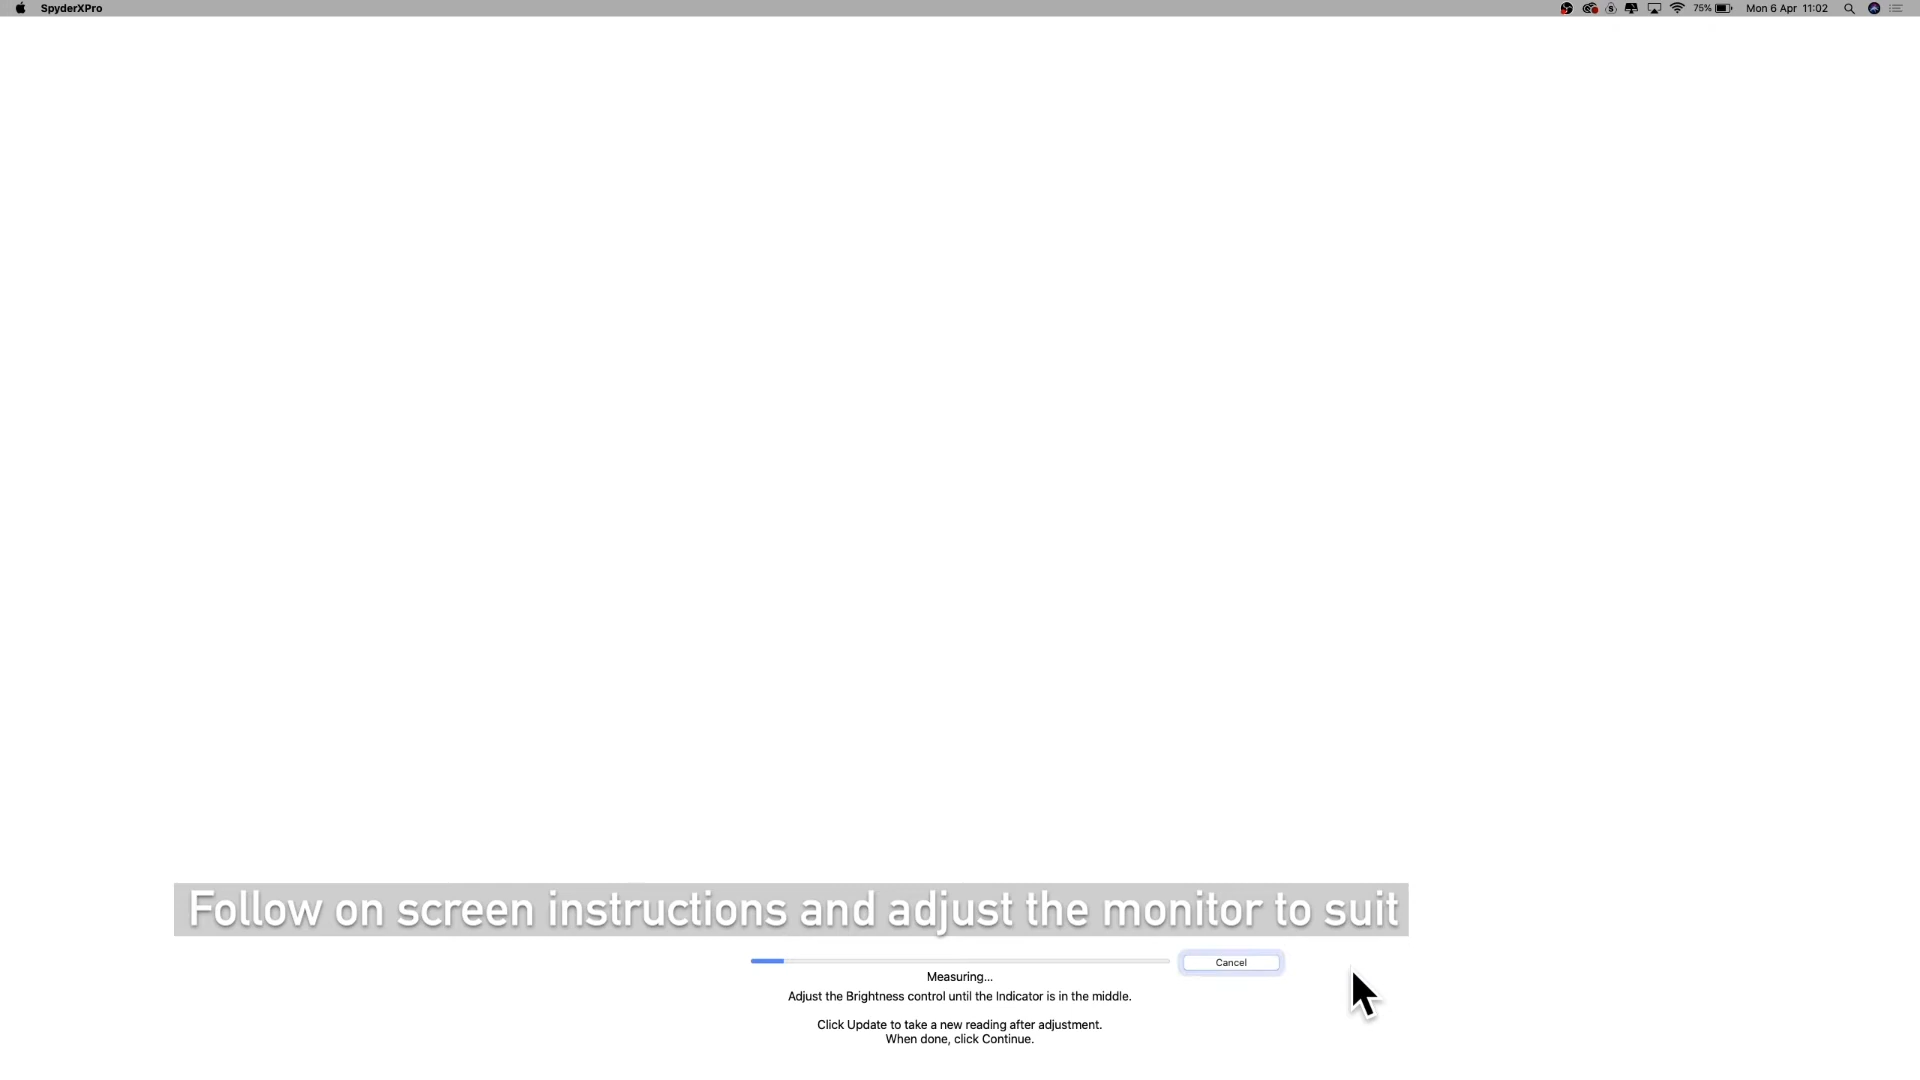 SpyderXPro
75%
Mon 6 Apr 11:02
Follow on screen instructions and adjust the monitor to suit
Cancel
Measuring...
Adjust the Brightness control until the Indicator is in the middle.
Click Update to take a new reading after adjustment.
When done, click Continue.